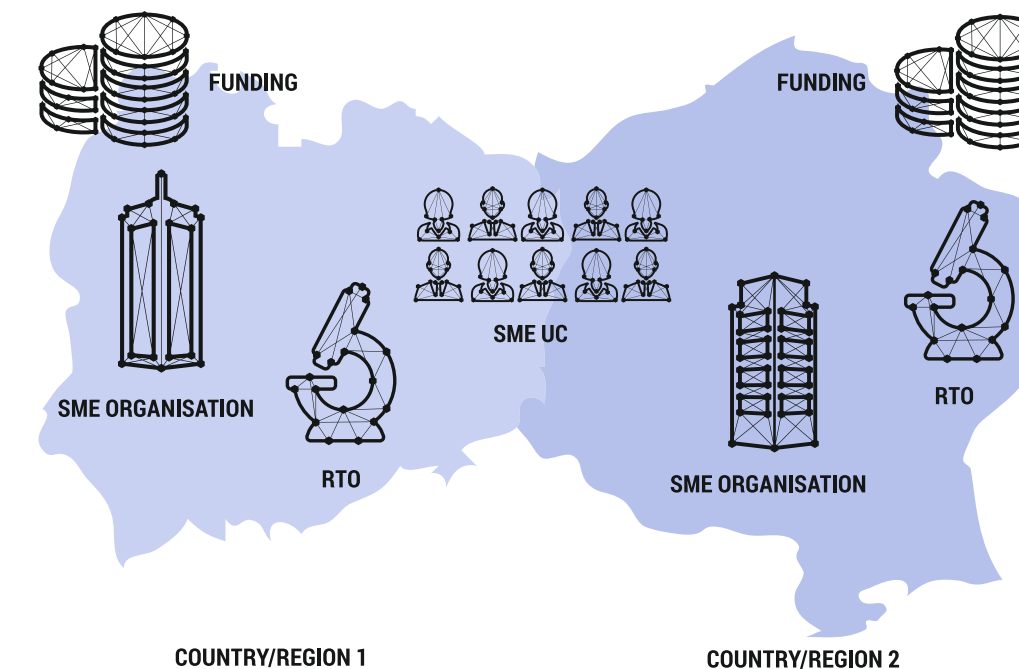 FUNDING
FUNDING
SME UC
SME ORGANISATION
RTO
RTO
SME ORGANISATION
COUNTRY/REGION 1
COUNTRY/REGION 2